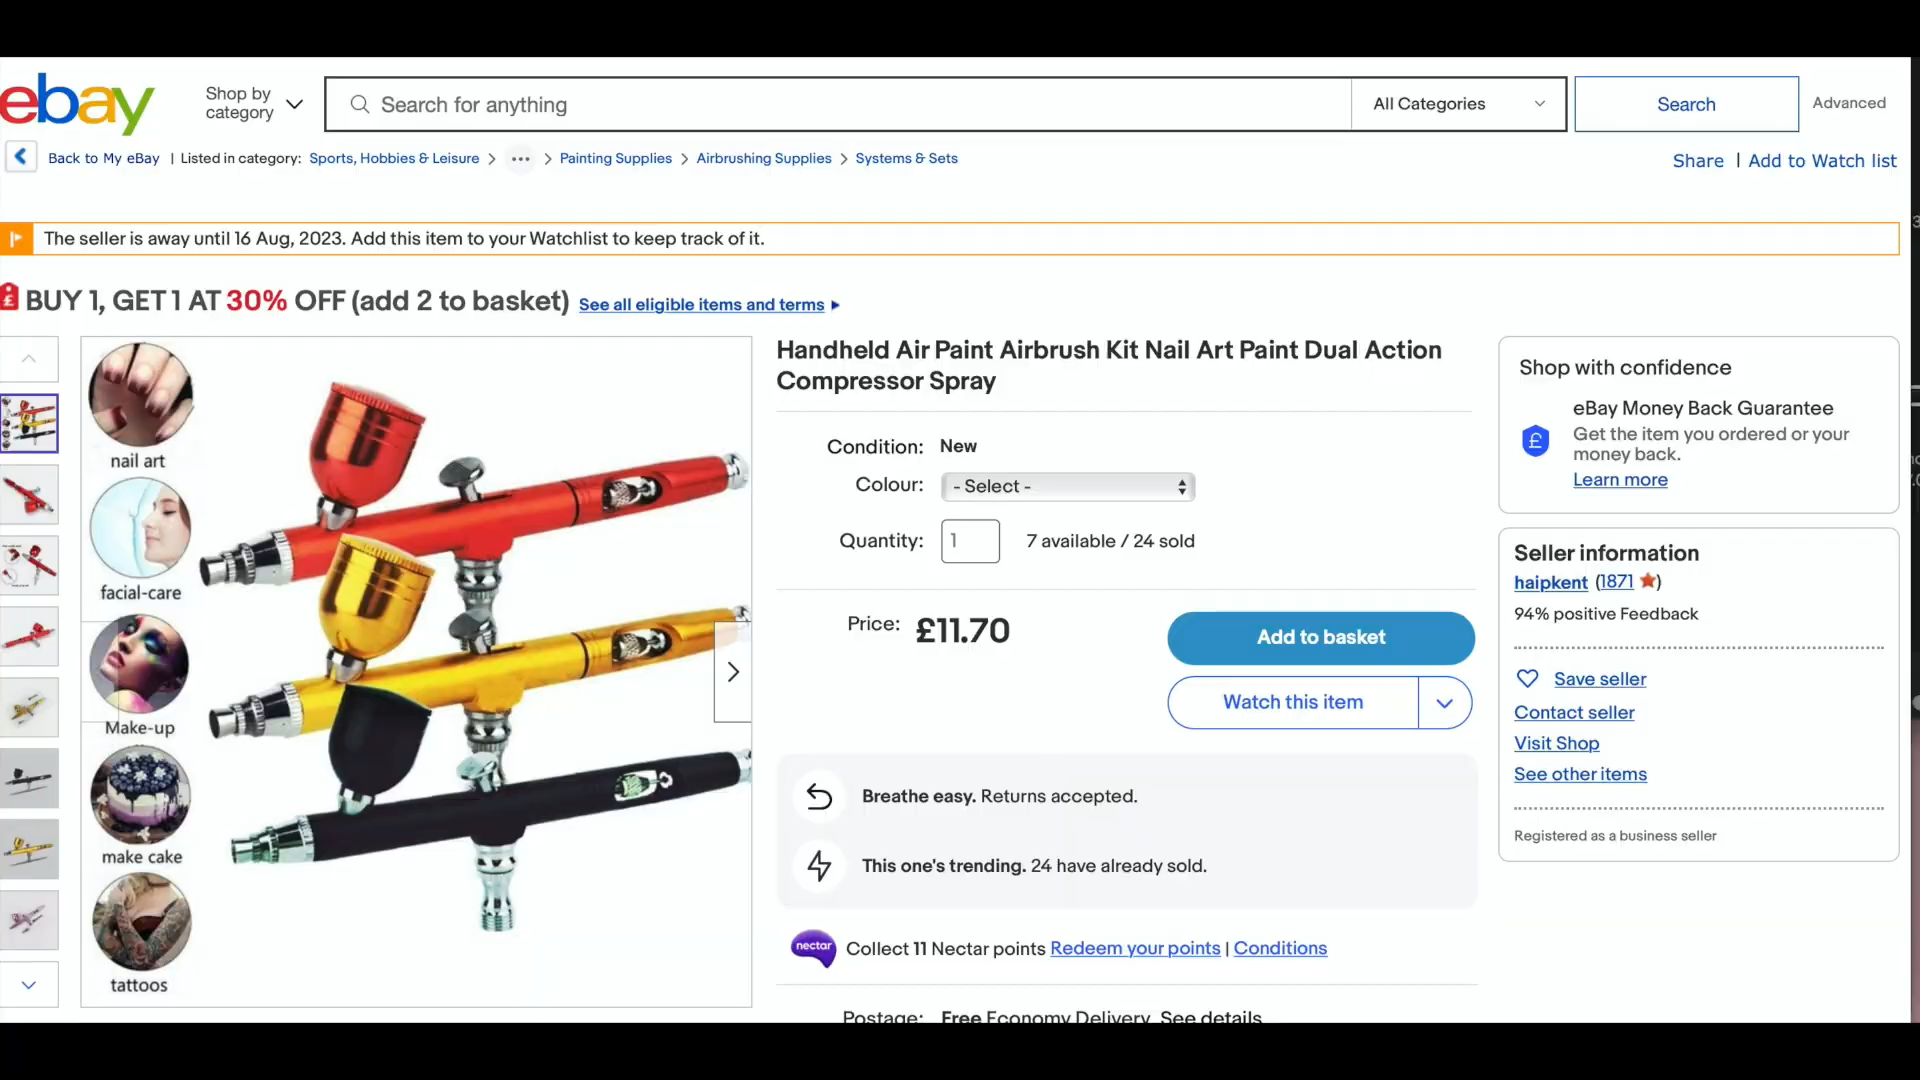 ebay
Shop by
category
Search for anything
All Categories
Search
Advanced
Back to My eBay | Listed in category: Sports, Hobbies & Leisure > ... > Painting Supplies > Airbrushing Supplies > Systems & Sets
Share | Add to Watch list
The seller is away until 16 Aug, 2023. Add this item to your Watchlist to keep track of it.
BUY 1, GET 1 AT 30% OFF (add 2 to basket) See all eligible items and terms
nail art
facial-care
Make-up
make cake
tattoos
Handheld Air Paint Airbrush Kit Nail Art Paint Dual Action
Compressor Spray
Condition: New
Colour: - Select -
Quantity: 1 7 available / 24 sold
Price: £11.70
Add to basket
Watch this item
Breathe easy. Returns accepted.
This one's trending. 24 have already sold.
nectar Collect 11 Nectar points Redeem your points | Conditions
Postage: Free Economy Delivery See details
Shop with confidence
eBay Money Back Guarantee
Get the item you ordered or your
money back.
Learn more
Seller information
haipkent (1871)
94% positive Feedback
Save seller
Contact seller
Visit Shop
See other items
Registered as a business seller